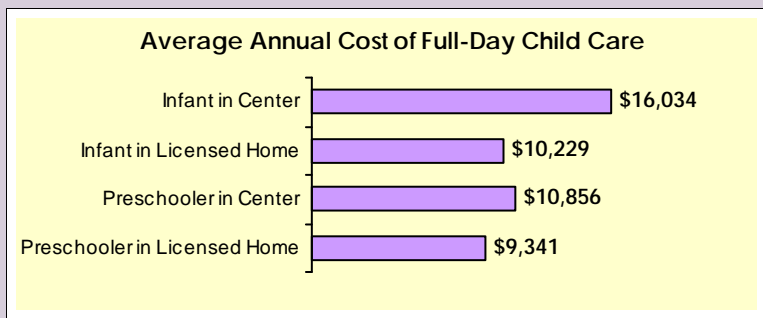 Average Annual Cost of Full-Day Child Care
Infant in Center $16,034
Infant in Licensed Home $10,229
Preschooler in Center $10,856
Preschooler in Licensed Home $9,341